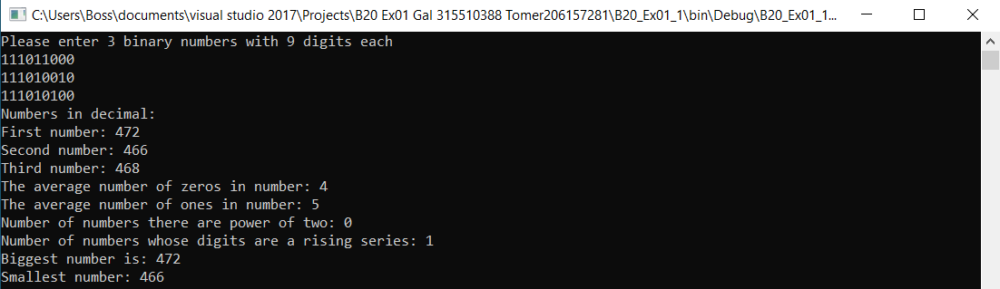 C:\Users\Boss\documents\visual studio 2017\Projects\B20 Ex01 Gal 315510388 Tomer206157281\B20_Ex01_1\bin\Debug\B20_Ex01_1...
Please enter 3 binary numbers with 9 digits each
111011000
111010010
111010100
Numbers in decimal:
First number: 472
Second number: 466
Third number: 468
The average number of zeros in number: 4
The average number of ones in number: 5
Number of numbers there are power of two: 0
Number of numbers whose digits are a rising series: 1
Biggest number is: 472
Smallest number: 466